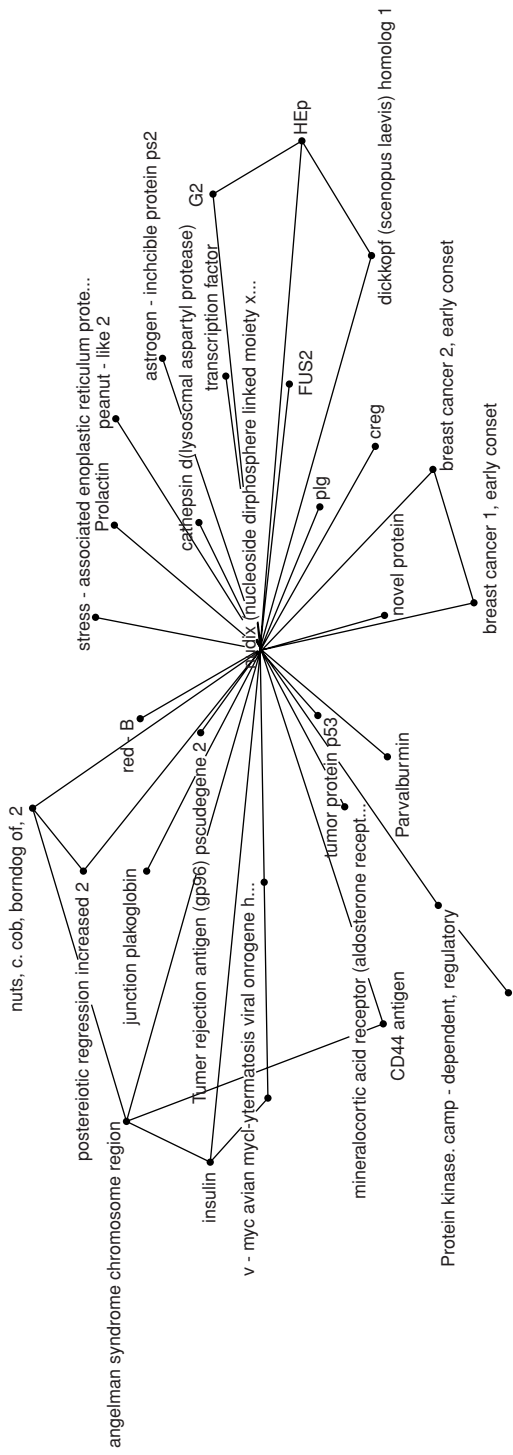 stress - associated enoplastic reticulum prote...
Prolactin
peanut - like 2
astrogen - inchcible protein ps2
cathepsin d(lysoscmal aspartyl protease)
transcription factor
G2
HEp
nudix (nucleoside dirphosphere linked moiety x...
FUS2
dickkopf (scenopus laevis) homolog 1
plg
creg
breast cancer 2, early conset
novel protein
breast cancer 1, early conset
nuts, c. cob, borndog of, 2
red - B
postereiotic regression increased 2
junction plakoglobin
angelman syndrome chromosome region
Tumer rejection antigen (gp96) pscudegene 2
insulin
v - myc avian mycl-ytermatosis viral onrogene h...
tumor protein p53
mineralocortic acid receptor (aldosterone recept...
Parvalburmin
CD44 antigen
Protein kinase. camp - dependent, regulatory